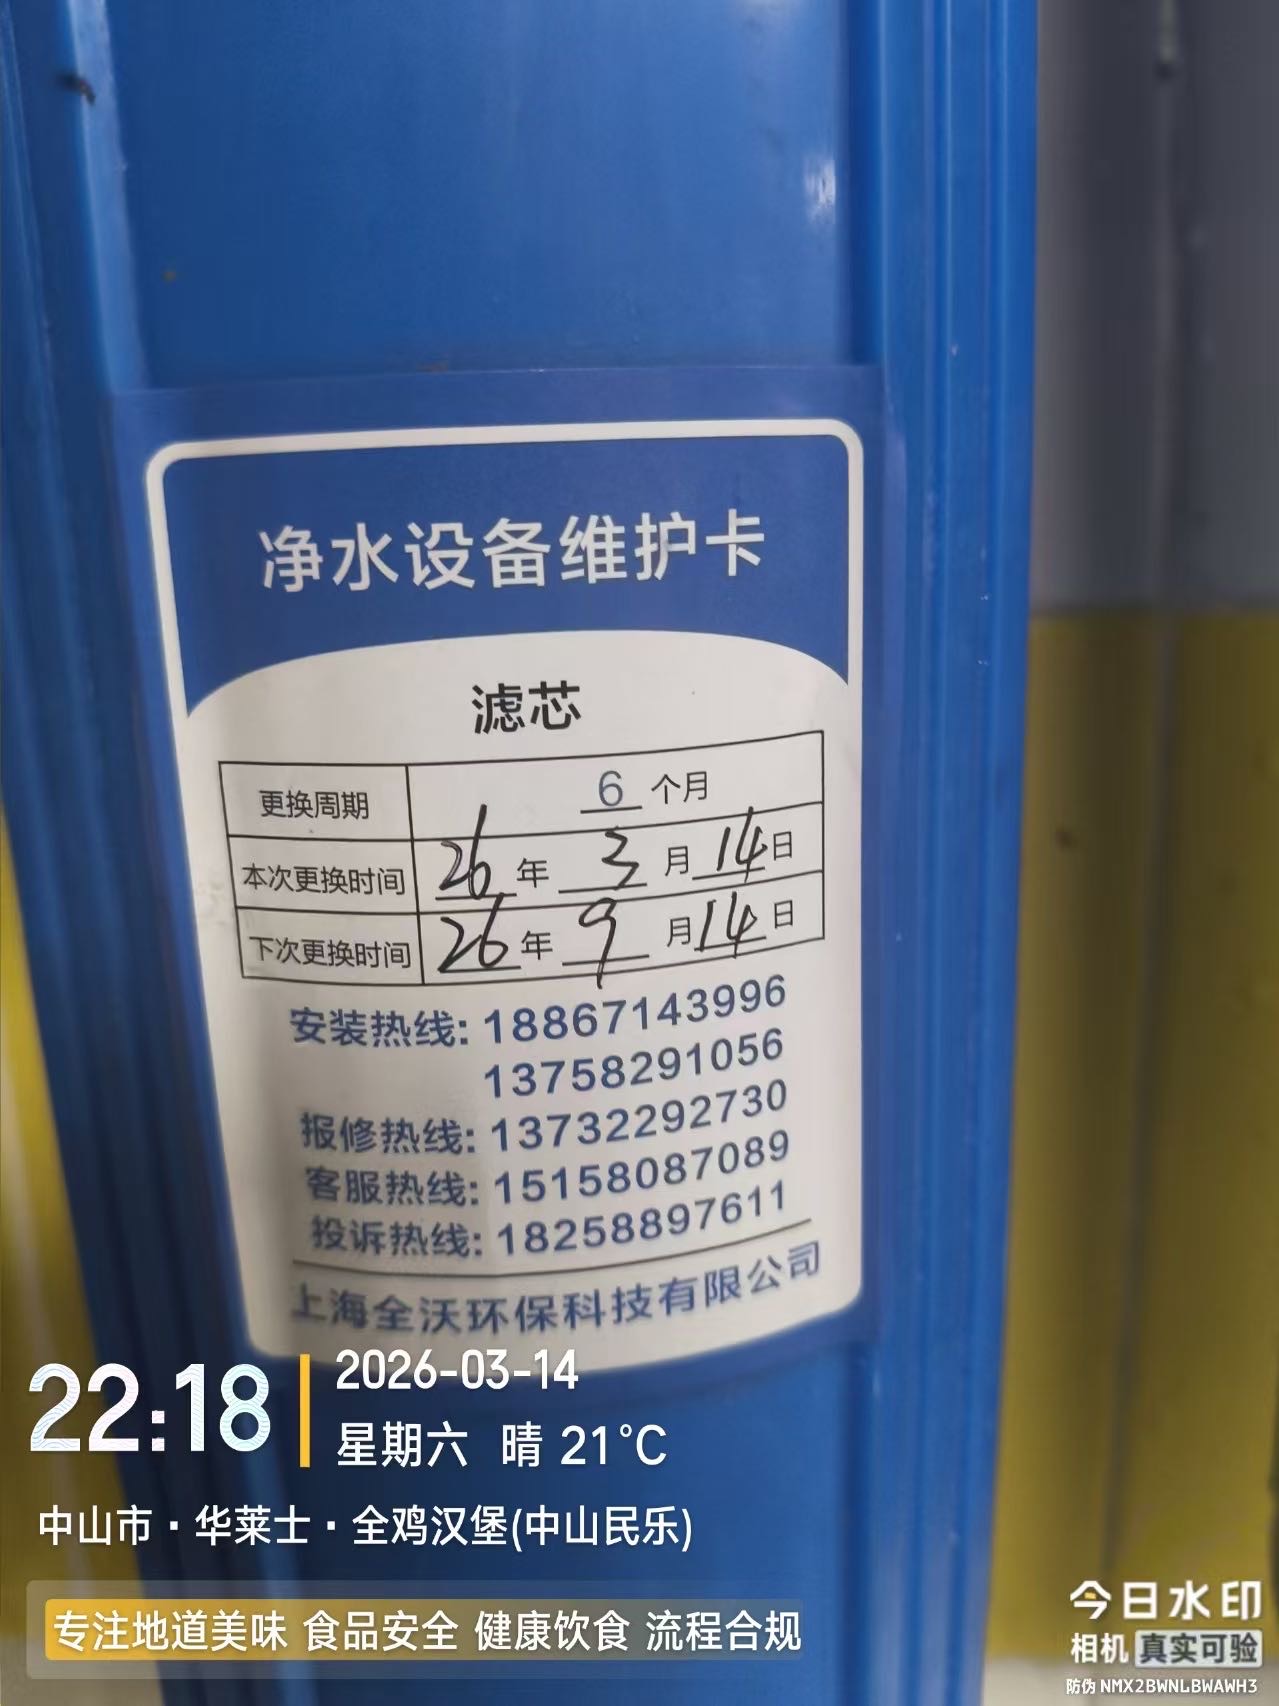 净水设备维护卡
滤芯
更换周期 6 个月
本次更换时间 26 年 3 月 14 日
下次更换时间 26 年 9 月 14 日
安装热线: 18867143996
13758291056
报修热线: 13732292730
客服热线: 15158087089
投诉热线: 18258897611
上海全沃环保科技有限公司
22:18
2026-03-14
星期六 晴 21°C
中山市·华莱士·全鸡汉堡(中山民乐)
专注地道美味 食品安全 健康饮食 流程合规
今日水印
相机 真实可验
防伪 NMX2BWNLBWAWH3